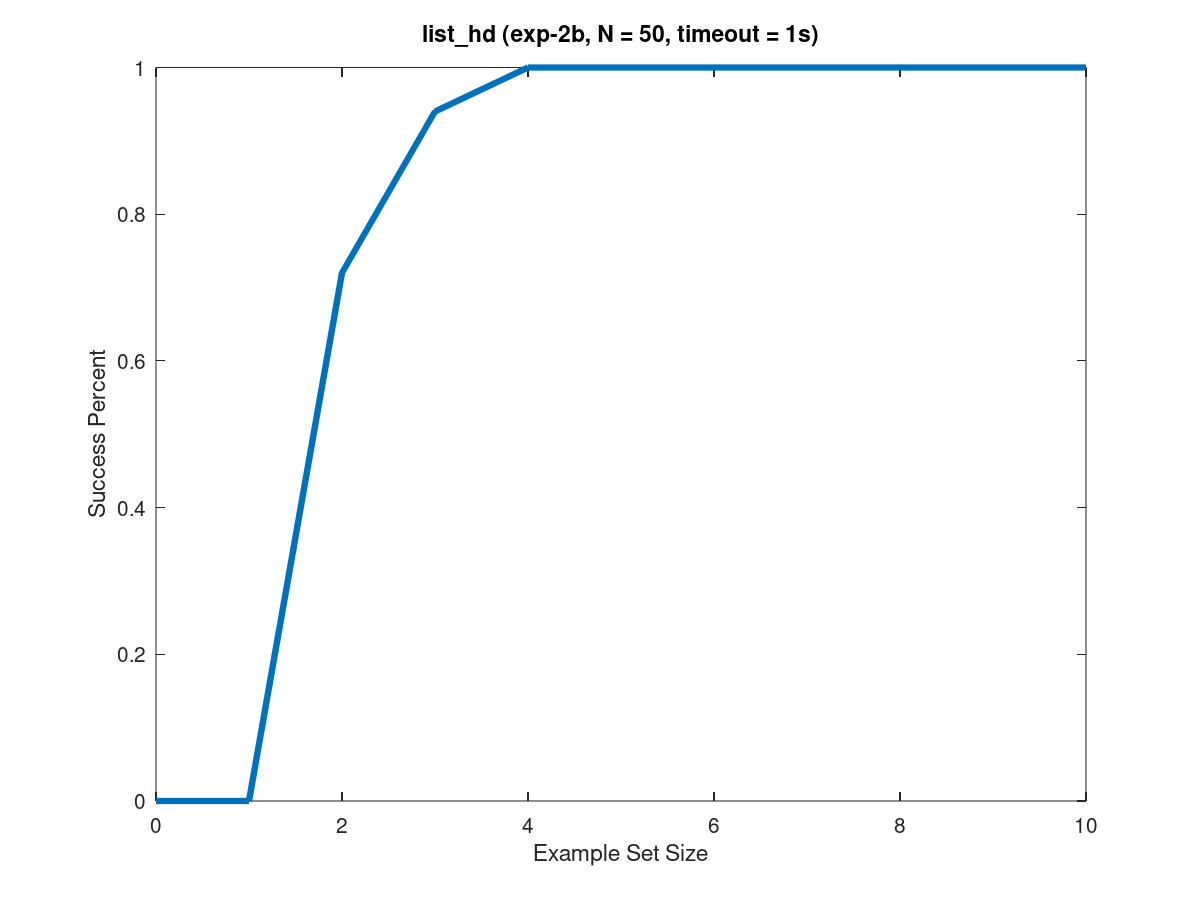 list_hd (exp-2b, N = 50, timeout = 1s)
1
0.8
0.6
0.4
0.2
0
Success Percent
0 2 4 6 8 10
Example Set Size